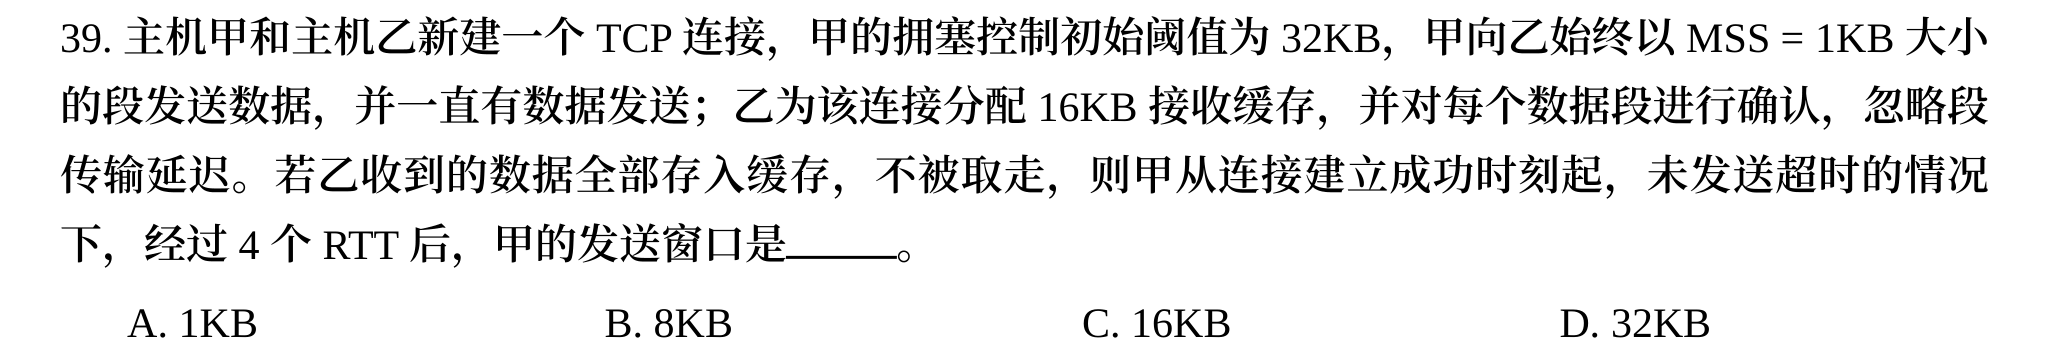 39. 主机甲和主机乙新建一个 TCP 连接，甲的拥塞控制初始阈值为 32KB，甲向乙始终以 MSS = 1KB 大小
的段发送数据，并一直有数据发送；乙为该连接分配 16KB 接收缓存，并对每个数据段进行确认，忽略段
传输延迟。若乙收到的数据全部存入缓存，不被取走，则甲从连接建立成功时刻起，未发送超时的情况
下，经过 4 个 RTT 后，甲的发送窗口是_____。
A. 1KB B. 8KB C. 16KB D. 32KB